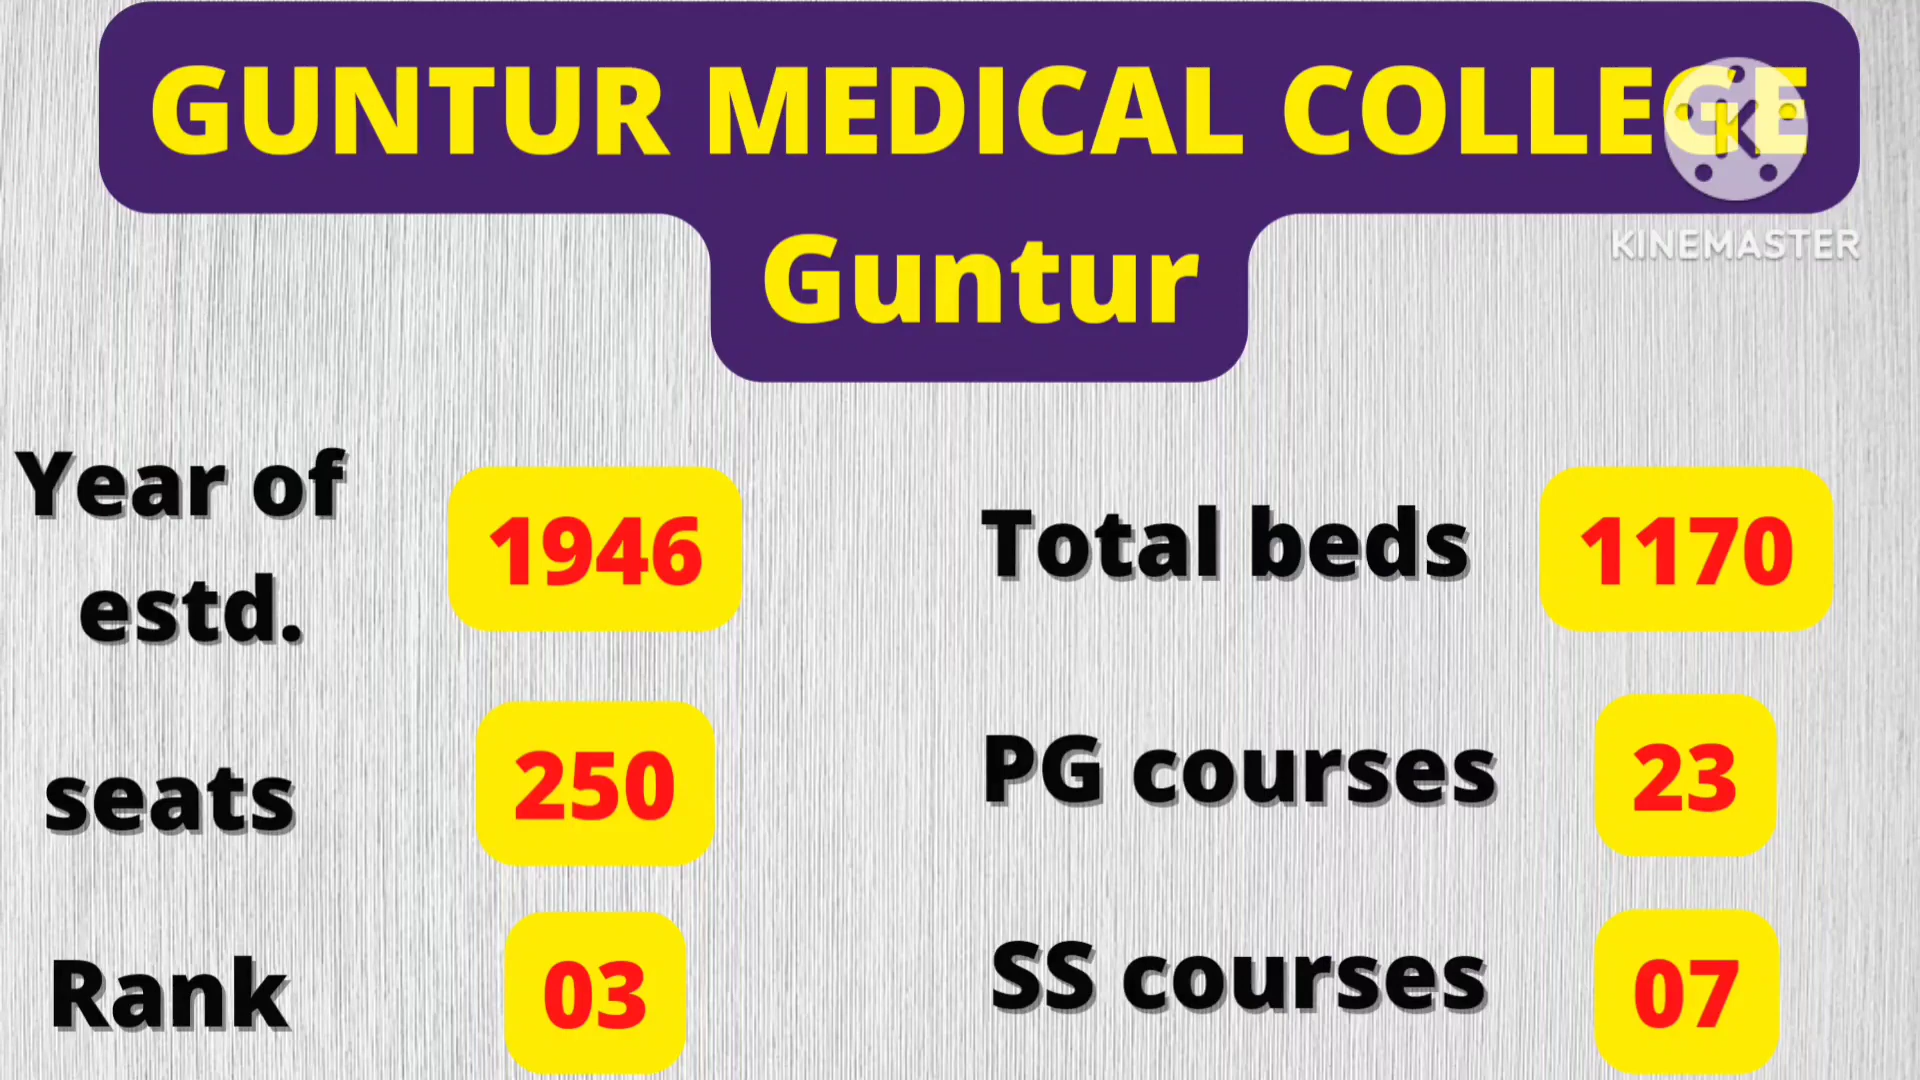 GUNTUR MEDICAL COLLEGE
K
KINEMASTER
Guntur
Year of
estd.
1946
Total beds
1170
seats
250
PG courses
23
Rank
03
SS courses
07